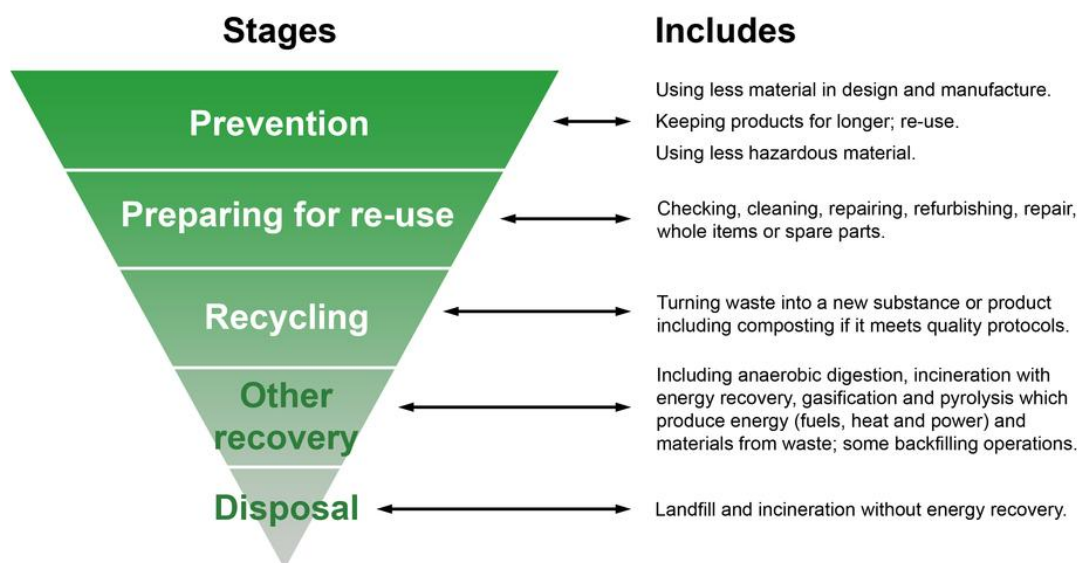 Stages
Includes
Prevention
Using less material in design and manufacture.
Keeping products for longer; re-use.
Using less hazardous material.
Preparing for re-use
Checking, cleaning, repairing, refurbishing, repair,
whole items or spare parts.
Recycling
Turning waste into a new substance or product
including composting if it meets quality protocols.
Other
recovery
Including anaerobic digestion, incineration with
energy recovery, gasification and pyrolysis which
produce energy (fuels, heat and power) and
materials from waste; some backfilling operations.
Disposal
Landfill and incineration without energy recovery.